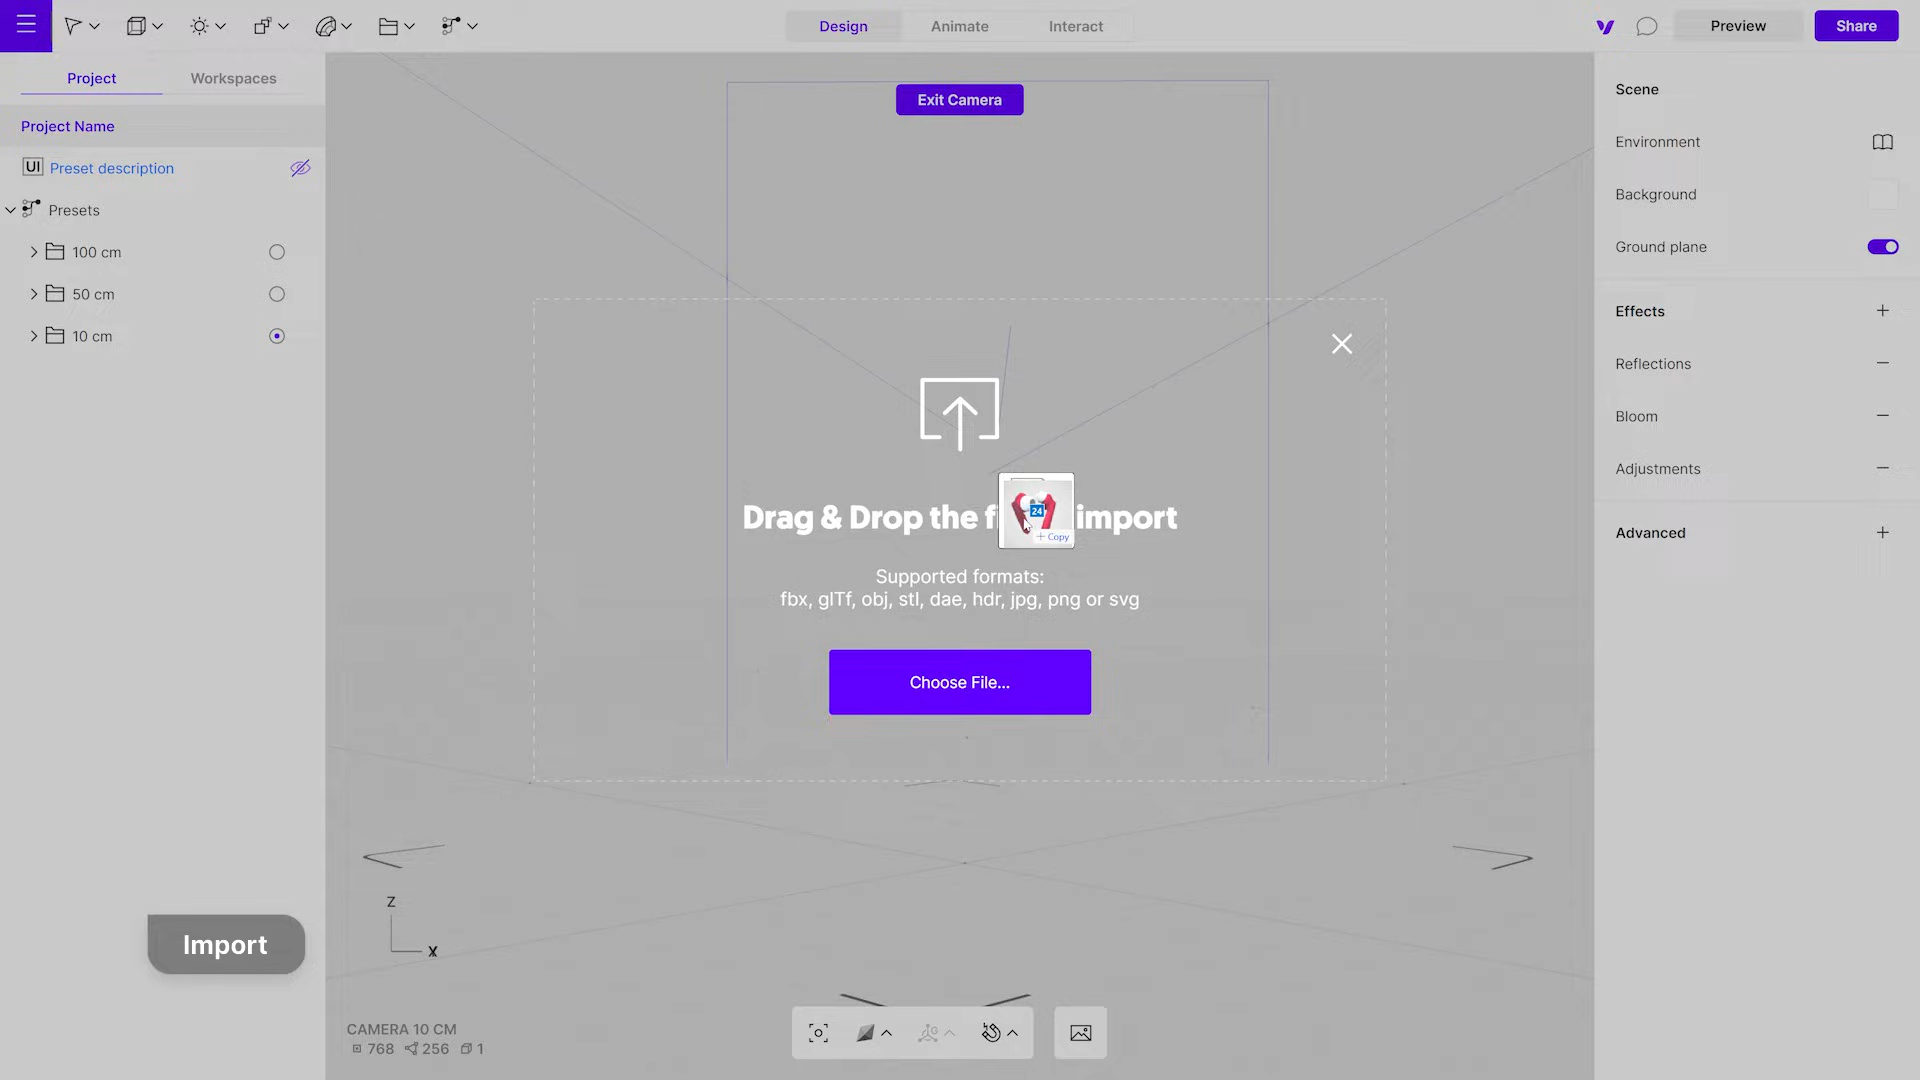 Design
Animate
Interact
Preview
Share
Project
Workspaces
Project Name
UI Preset description
Presets
100 cm
50 cm
10 cm
Exit Camera
Drag & Drop the import
24
+ Copy
Supported formats:
fbx, glTf, obj, stl, dae, hdr, jpg, png or svg
Choose File...
Scene
Environment
Background
Ground plane
Effects
Reflections
Bloom
Adjustments
Advanced
Import
Z
X
CAMERA 10 CM
768 256 1